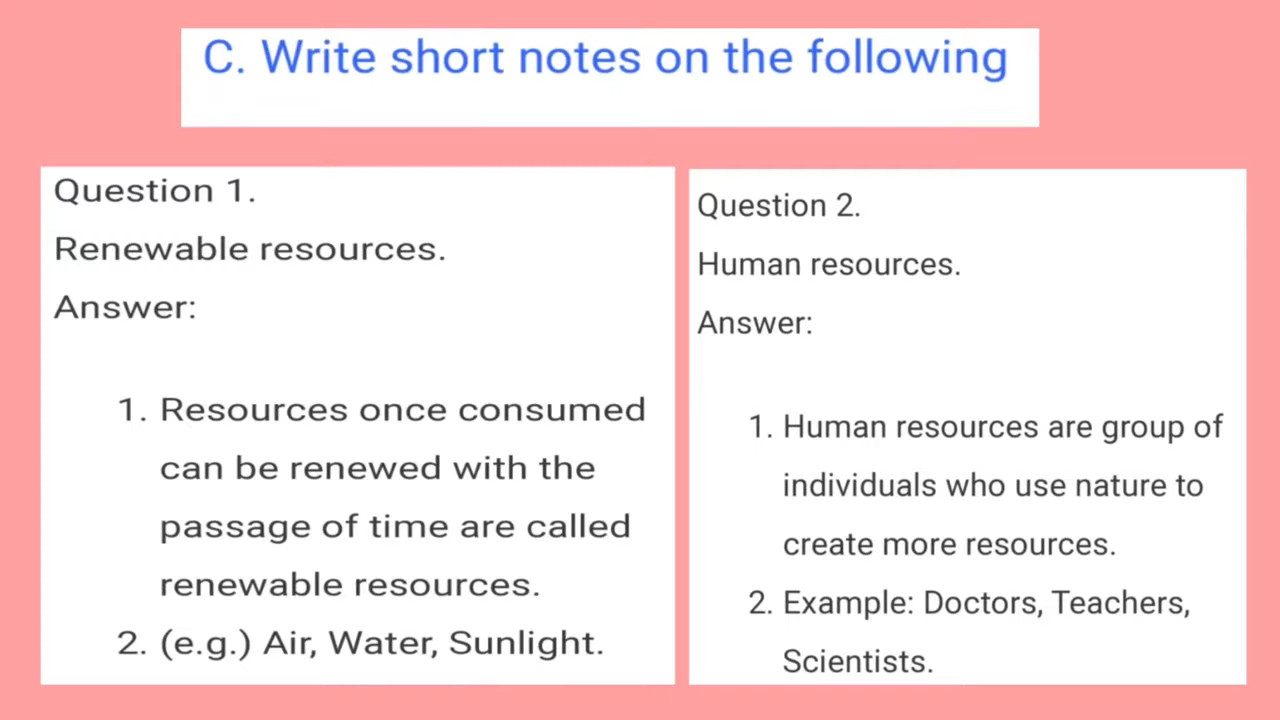 C. Write short notes on the following
Question 1.
Renewable resources.
Answer:
1. Resources once consumed
can be renewed with the
passage of time are called
renewable resources.
2. (e.g.) Air, Water, Sunlight.
Question 2.
Human resources.
Answer:
1. Human resources are group of
individuals who use nature to
create more resources.
2. Example: Doctors, Teachers,
Scientists.